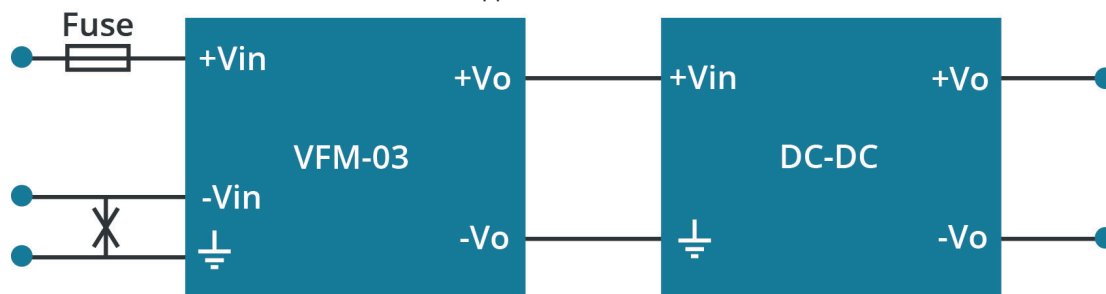 Fuse
+Vin
+Vo
+Vin
+Vo
VFM-03
DC-DC
-Vin
-Vo
-Vo